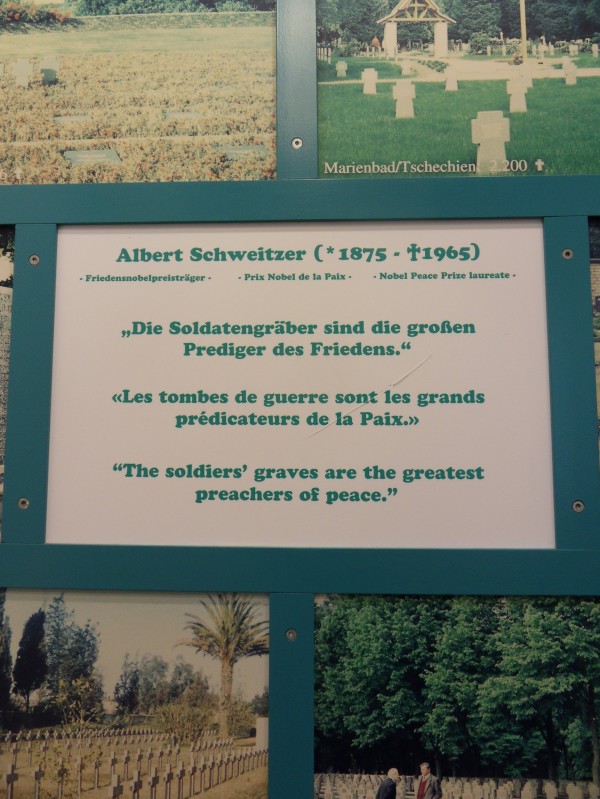 Marienbad/Tschechien 2.200 ✝
Albert Schweitzer (*1875 - ✝1965)
- Friedensnobelpreisträger - - Prix Nobel de la Paix - - Nobel Peace Prize laureate -
„Die Soldatengräber sind die großen
Prediger des Friedens.“
«Les tombes de guerre sont les grands
prédicateurs de la Paix.»
“The soldiers’ graves are the greatest
preachers of peace.”